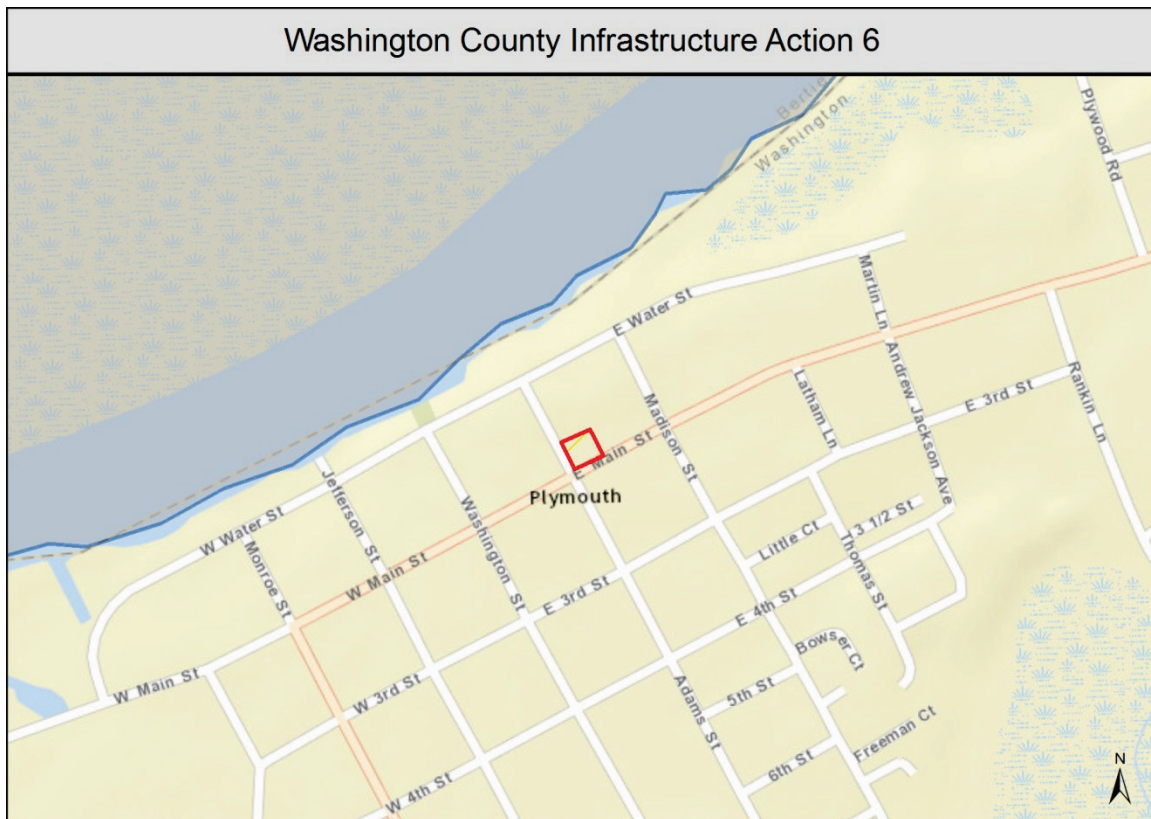 Washington County Infrastructure Action 6
Bertie
Washington
Plywood Rd
E Water St
Martin Ln
Andrew Jackson Ave
Latham Ln
E 3rd St
Rankin Ln
Madison St
E Main St
Plymouth
Jefferson St
Washington St
W Water St
Monroe St
W Main St
Little Ct
13 1/2 St
Thomas St
E 3rd St
E 4th St
Bowser Ct
W Main St
W 3rd St
Adams St
5th St
Freeman Ct
6th St
W 4th St
N